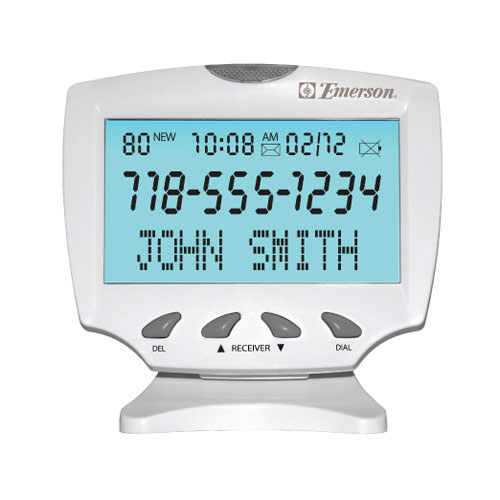 Emerson.
80 NEW 10:08 AM 02/12
718-555-1234
JOHN SMITH
DEL ▲ RECEIVER ▼ DIAL